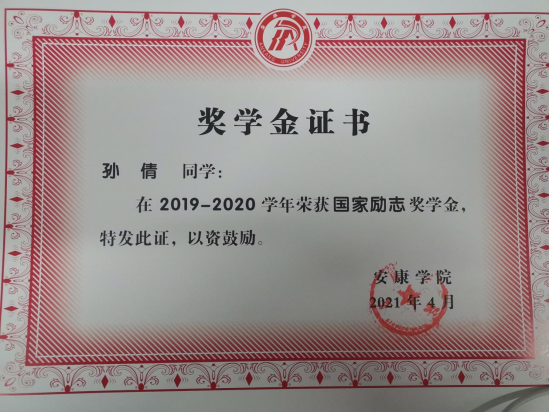 奖学金证书
孙倩 同学：
在 2019-2020 学年荣获国家励志奖学金，
特发此证，以资鼓励。
安康学院
2021 年 4 月